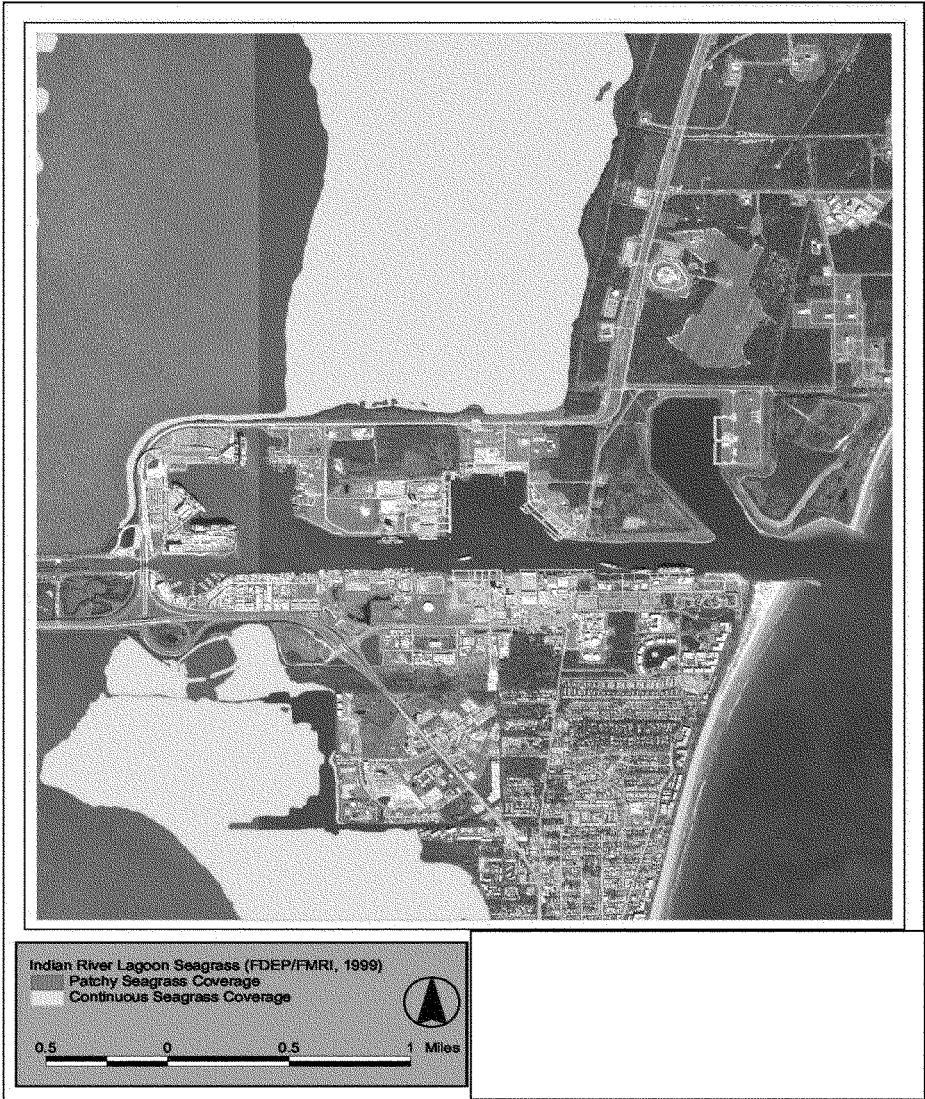 Indian River Lagoon Seagrass (FDEP/FMRI, 1999)
Patchy Seagrass Coverage
Continuous Seagrass Coverage
0.5 0 0.5 1 Miles